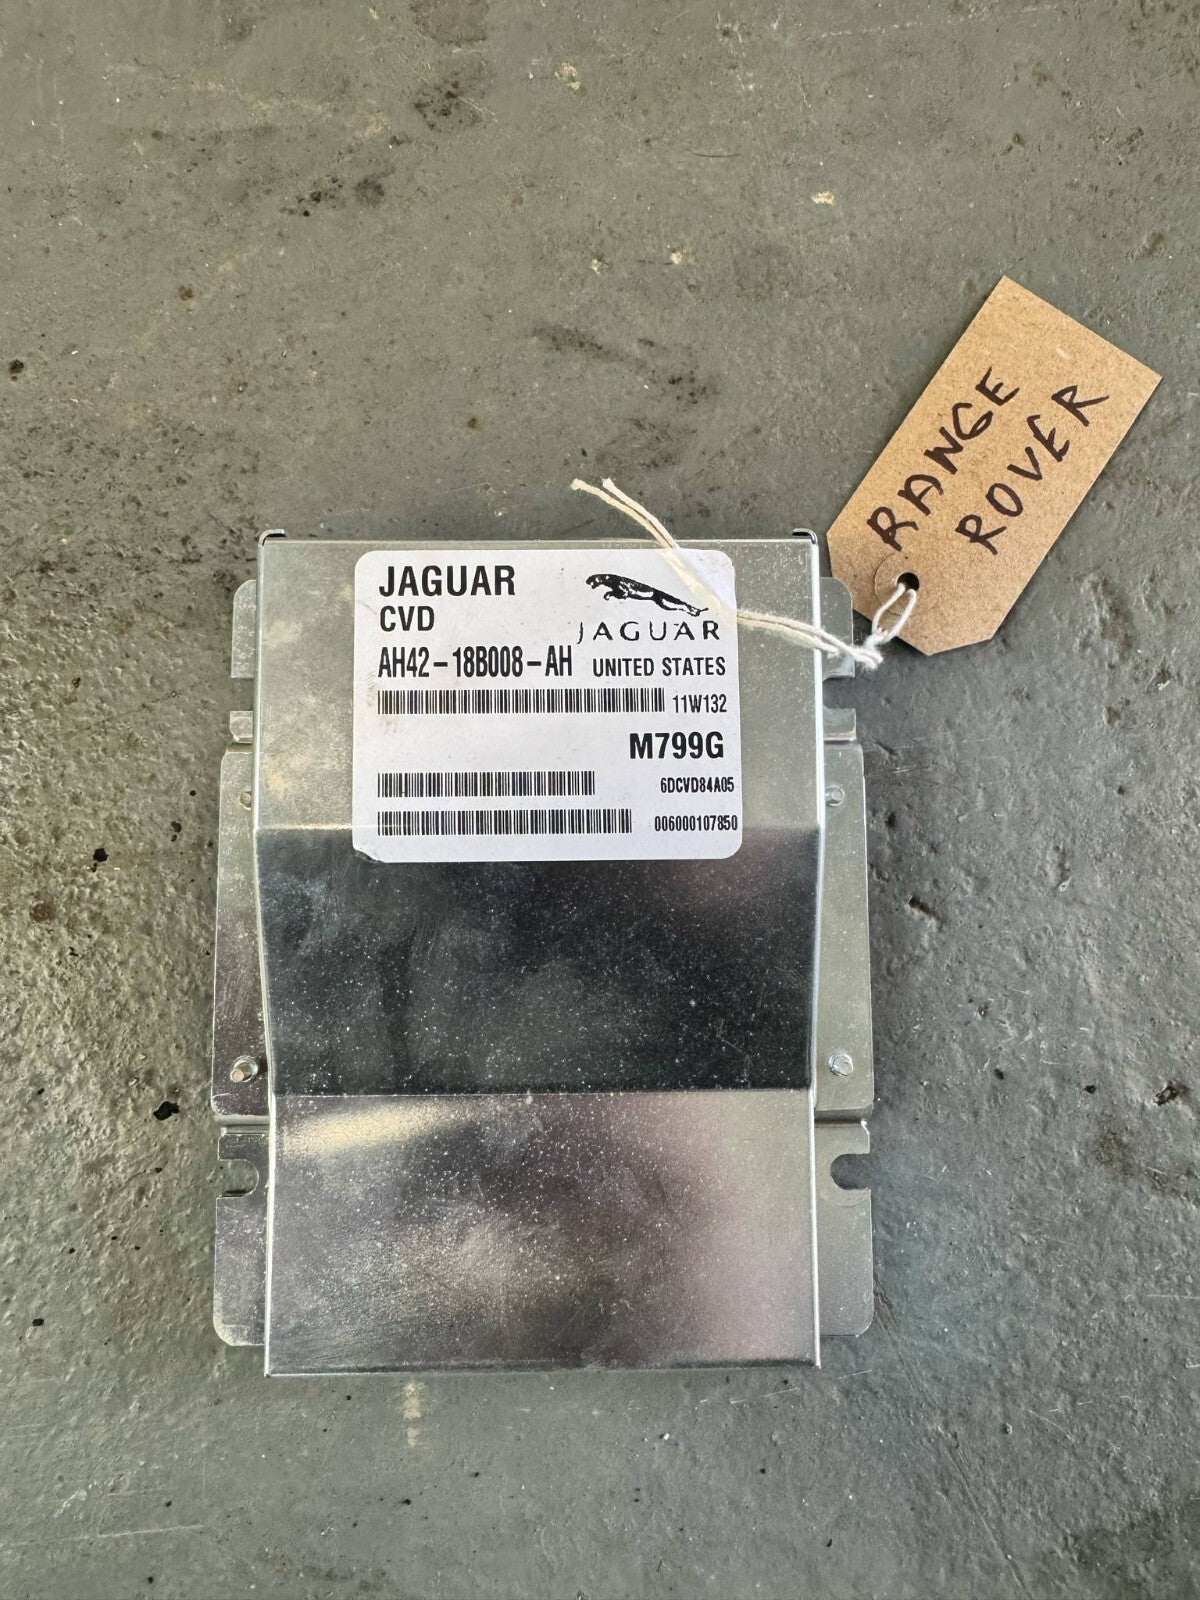 JAGUAR
CVD
JAGUAR
AH42-18B008-AH UNITED STATES
11W132
M799G
6DCVD84A05
006000107850
RANGE
ROVER